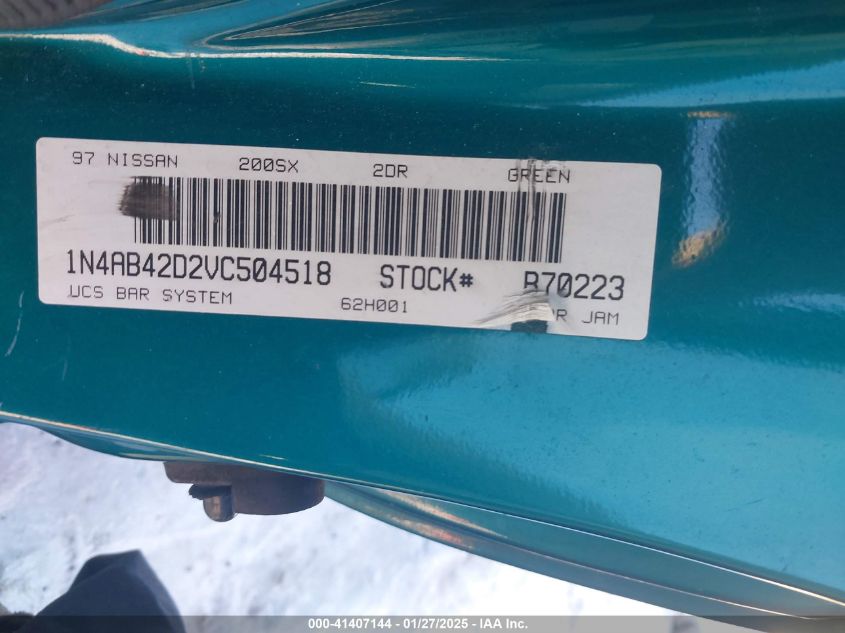 97 NISSAN 200SX 2DR GREEN
1N4AB42D2VC504518 STOCK# B70223
UCS BAR SYSTEM 62H001 JAM
000-41407144 — 01/27/2025 — IAA Inc.